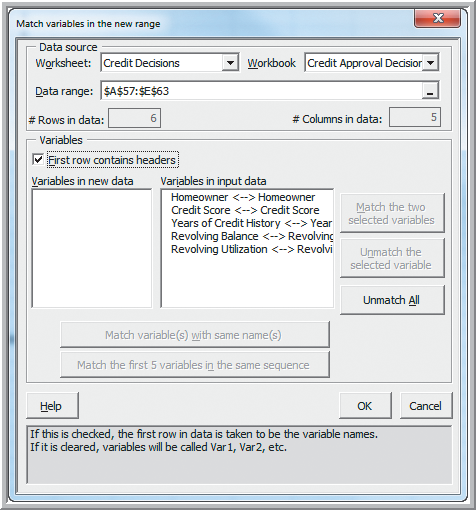 Match variables in the new range
Data source
Worksheet: Credit Decisions Workbook Credit Approval Decision
Data range: $A$57:$E$63
# Rows in data: 6 # Columns in data: 5
Variables
First row contains headers
Variables in new data Variables in input data
Homeowner <--> Homeowner
Credit Score <--> Credit Score
Years of Credit History <--> Year
Revolving Balance <--> Revolving
Revolving Utilization <--> Revolvi
Match the two
selected variables
Unmatch the
selected variable
Unmatch All
Match variable(s) with same name(s)
Match the first 5 variables in the same sequence
Help OK Cancel
If this is checked, the first row in data is taken to be the variable names.
If it is cleared, variables will be called Var1, Var2, etc.